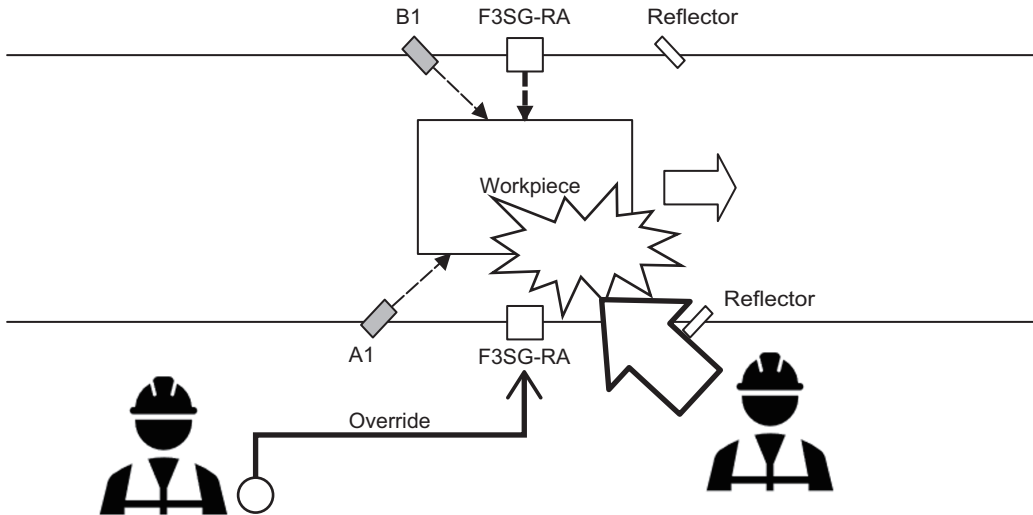 B1
F3SG-RA
Reflector
Workpiece
Reflector
A1
F3SG-RA
Override